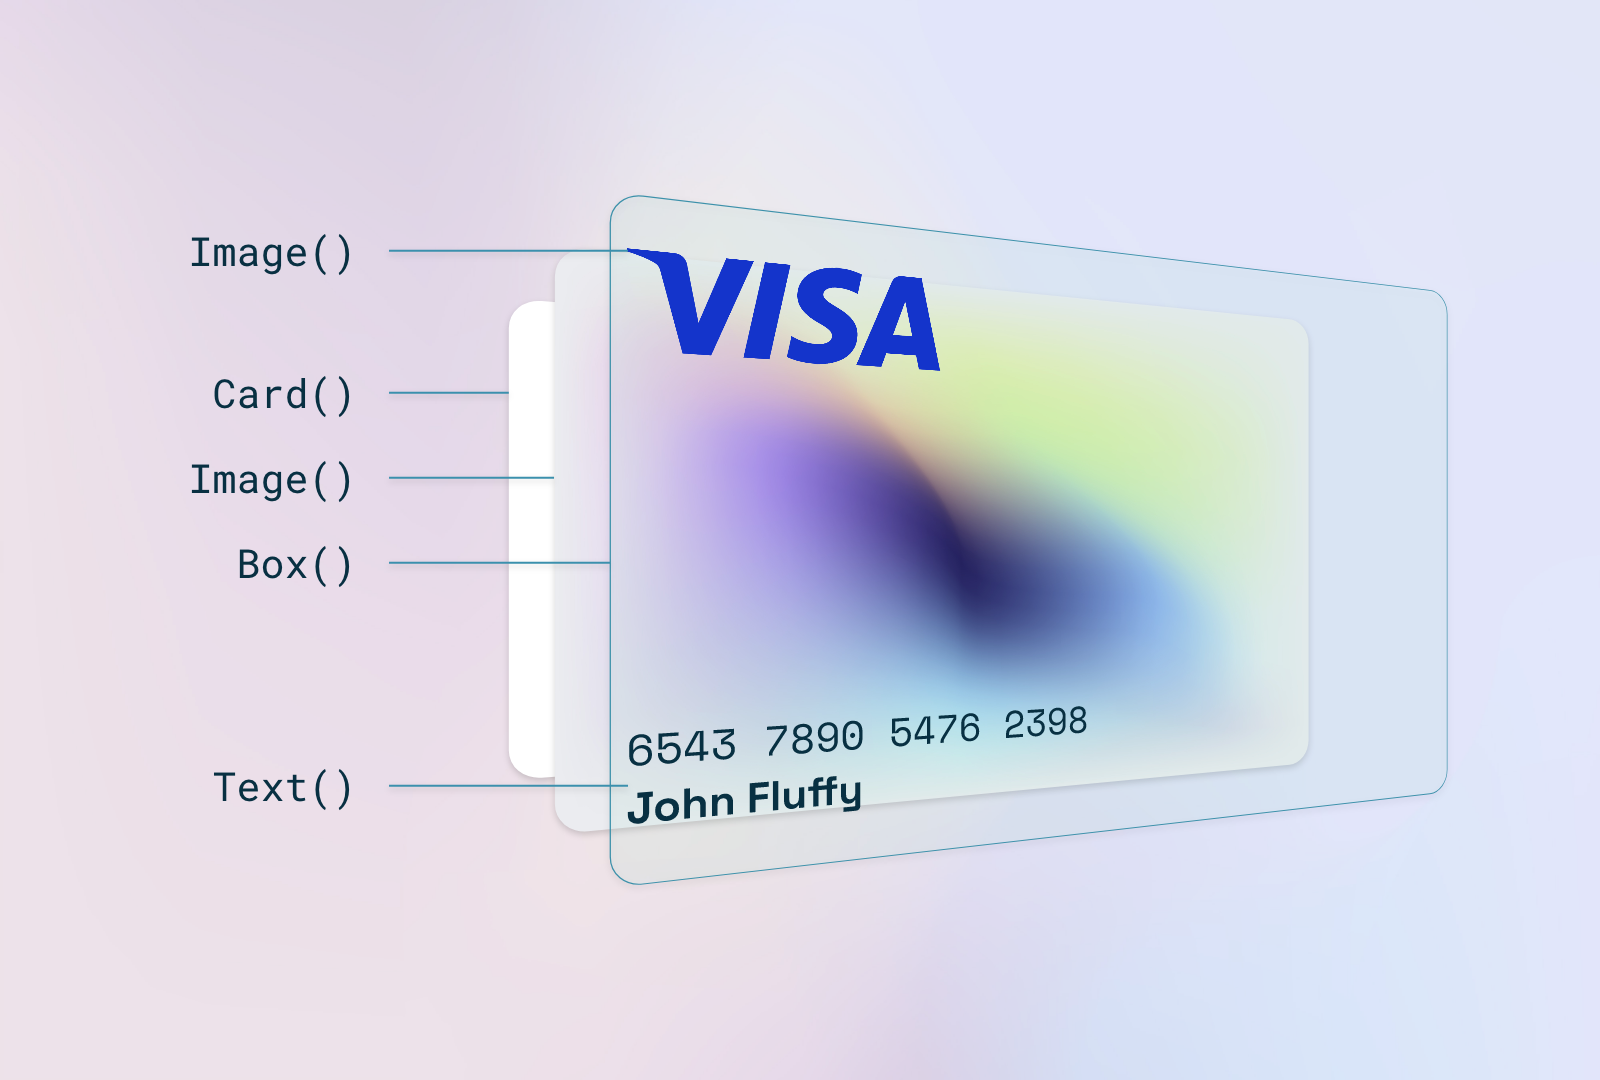 Image()
VISA
Card()
Image()
Box()
6543 7890 5476 2398
Text()
John Fluffy